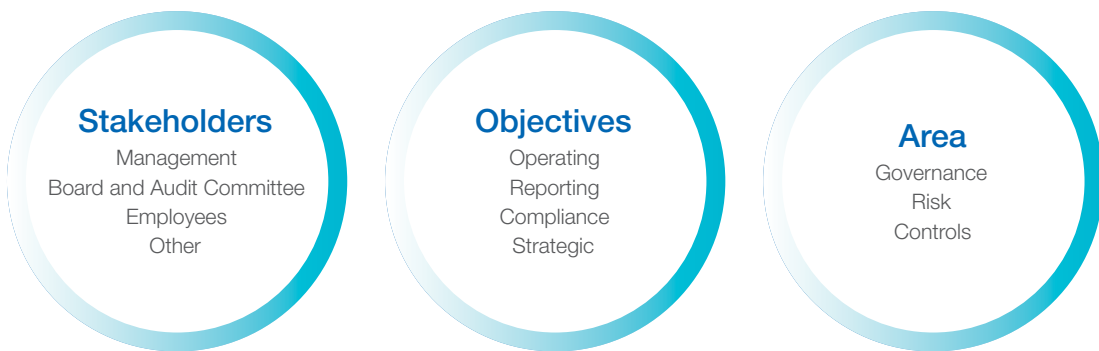 Stakeholders
Management
Board and Audit Committee
Employees
Other
Objectives
Operating
Reporting
Compliance
Strategic
Area
Governance
Risk
Controls